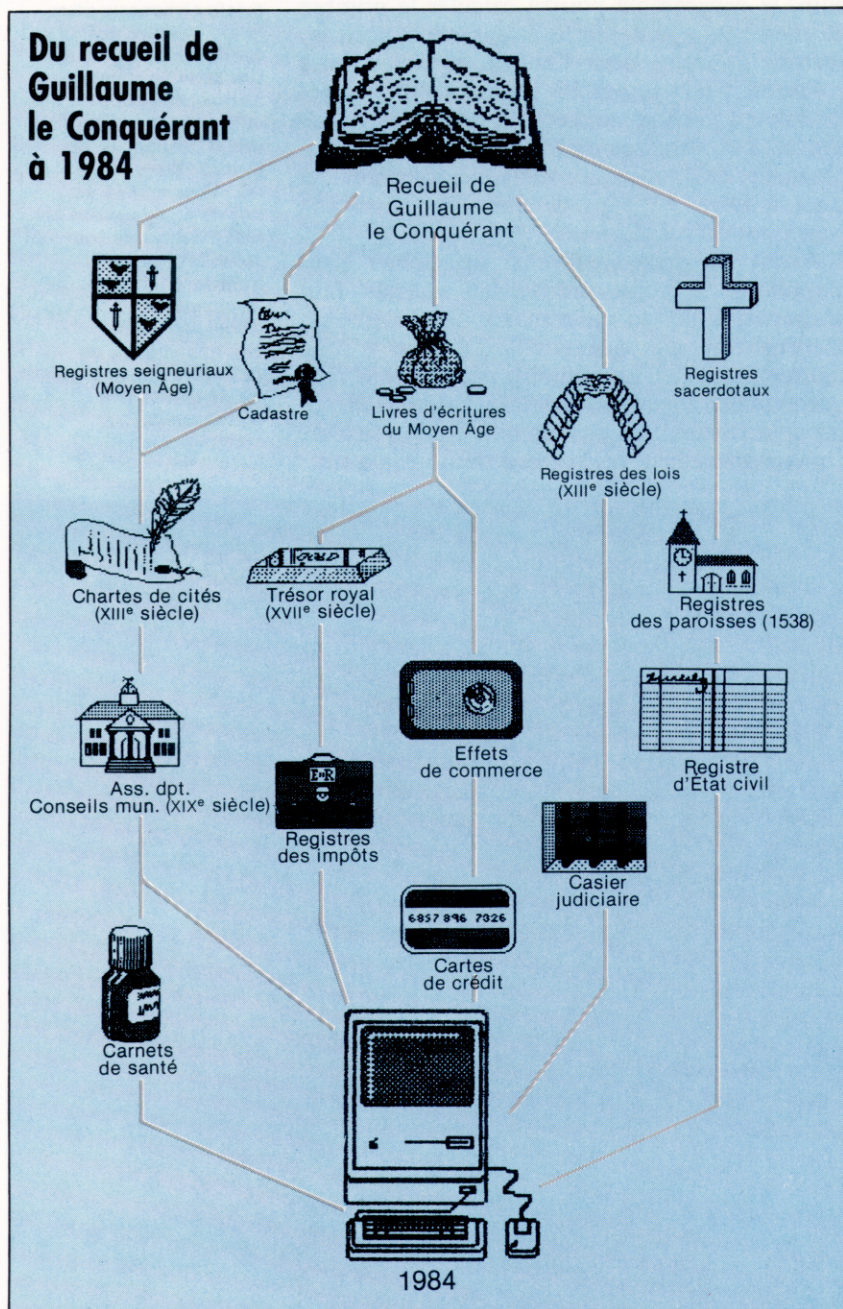 Du recueil de
Guillaume
le Conquérant
à 1984
Recueil de
Guillaume
le Conquérant
Registres seigneuriaux
(Moyen Âge)
Cadastre
Livres d'écritures
du Moyen Âge
Registres des lois
(XIIIe siècle)
Registres
sacerdotaux
Chartes de cités
(XIIIe siècle)
GOLD
Trésor royal
(XVIIe siècle)
Registres
des paroisses (1538)
Ass. dpt.
Conseils mun. (XIXe siècle)
E R
Registres
des impôts
Effets
de commerce
Registre
d'État civil
Casier
judiciaire
6857 896 7326
Cartes
de crédit
Carnets
de santé
1984